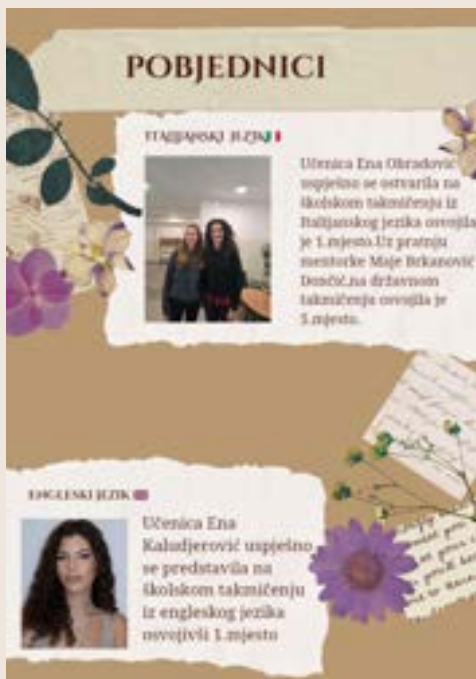 POBJEDNICI
ITALIJANSKI JEZIK
Učenica Ena Obradović
uspješno se ostvarila na
školskom takmičenju iz
Italijanskog jezika osvojila
je 1.mjesto.Uz pratnju
mentorke Maje Brkanović
Dončić,na državnom
takmičenju osvojila je
3.mjesto.
ENGLESKI JEZIK
Učenica Ena
Kaludjerović uspješno
se predstavila na
školskom takmičenju
iz engleskog jezika
osvojivši 1.mjesto